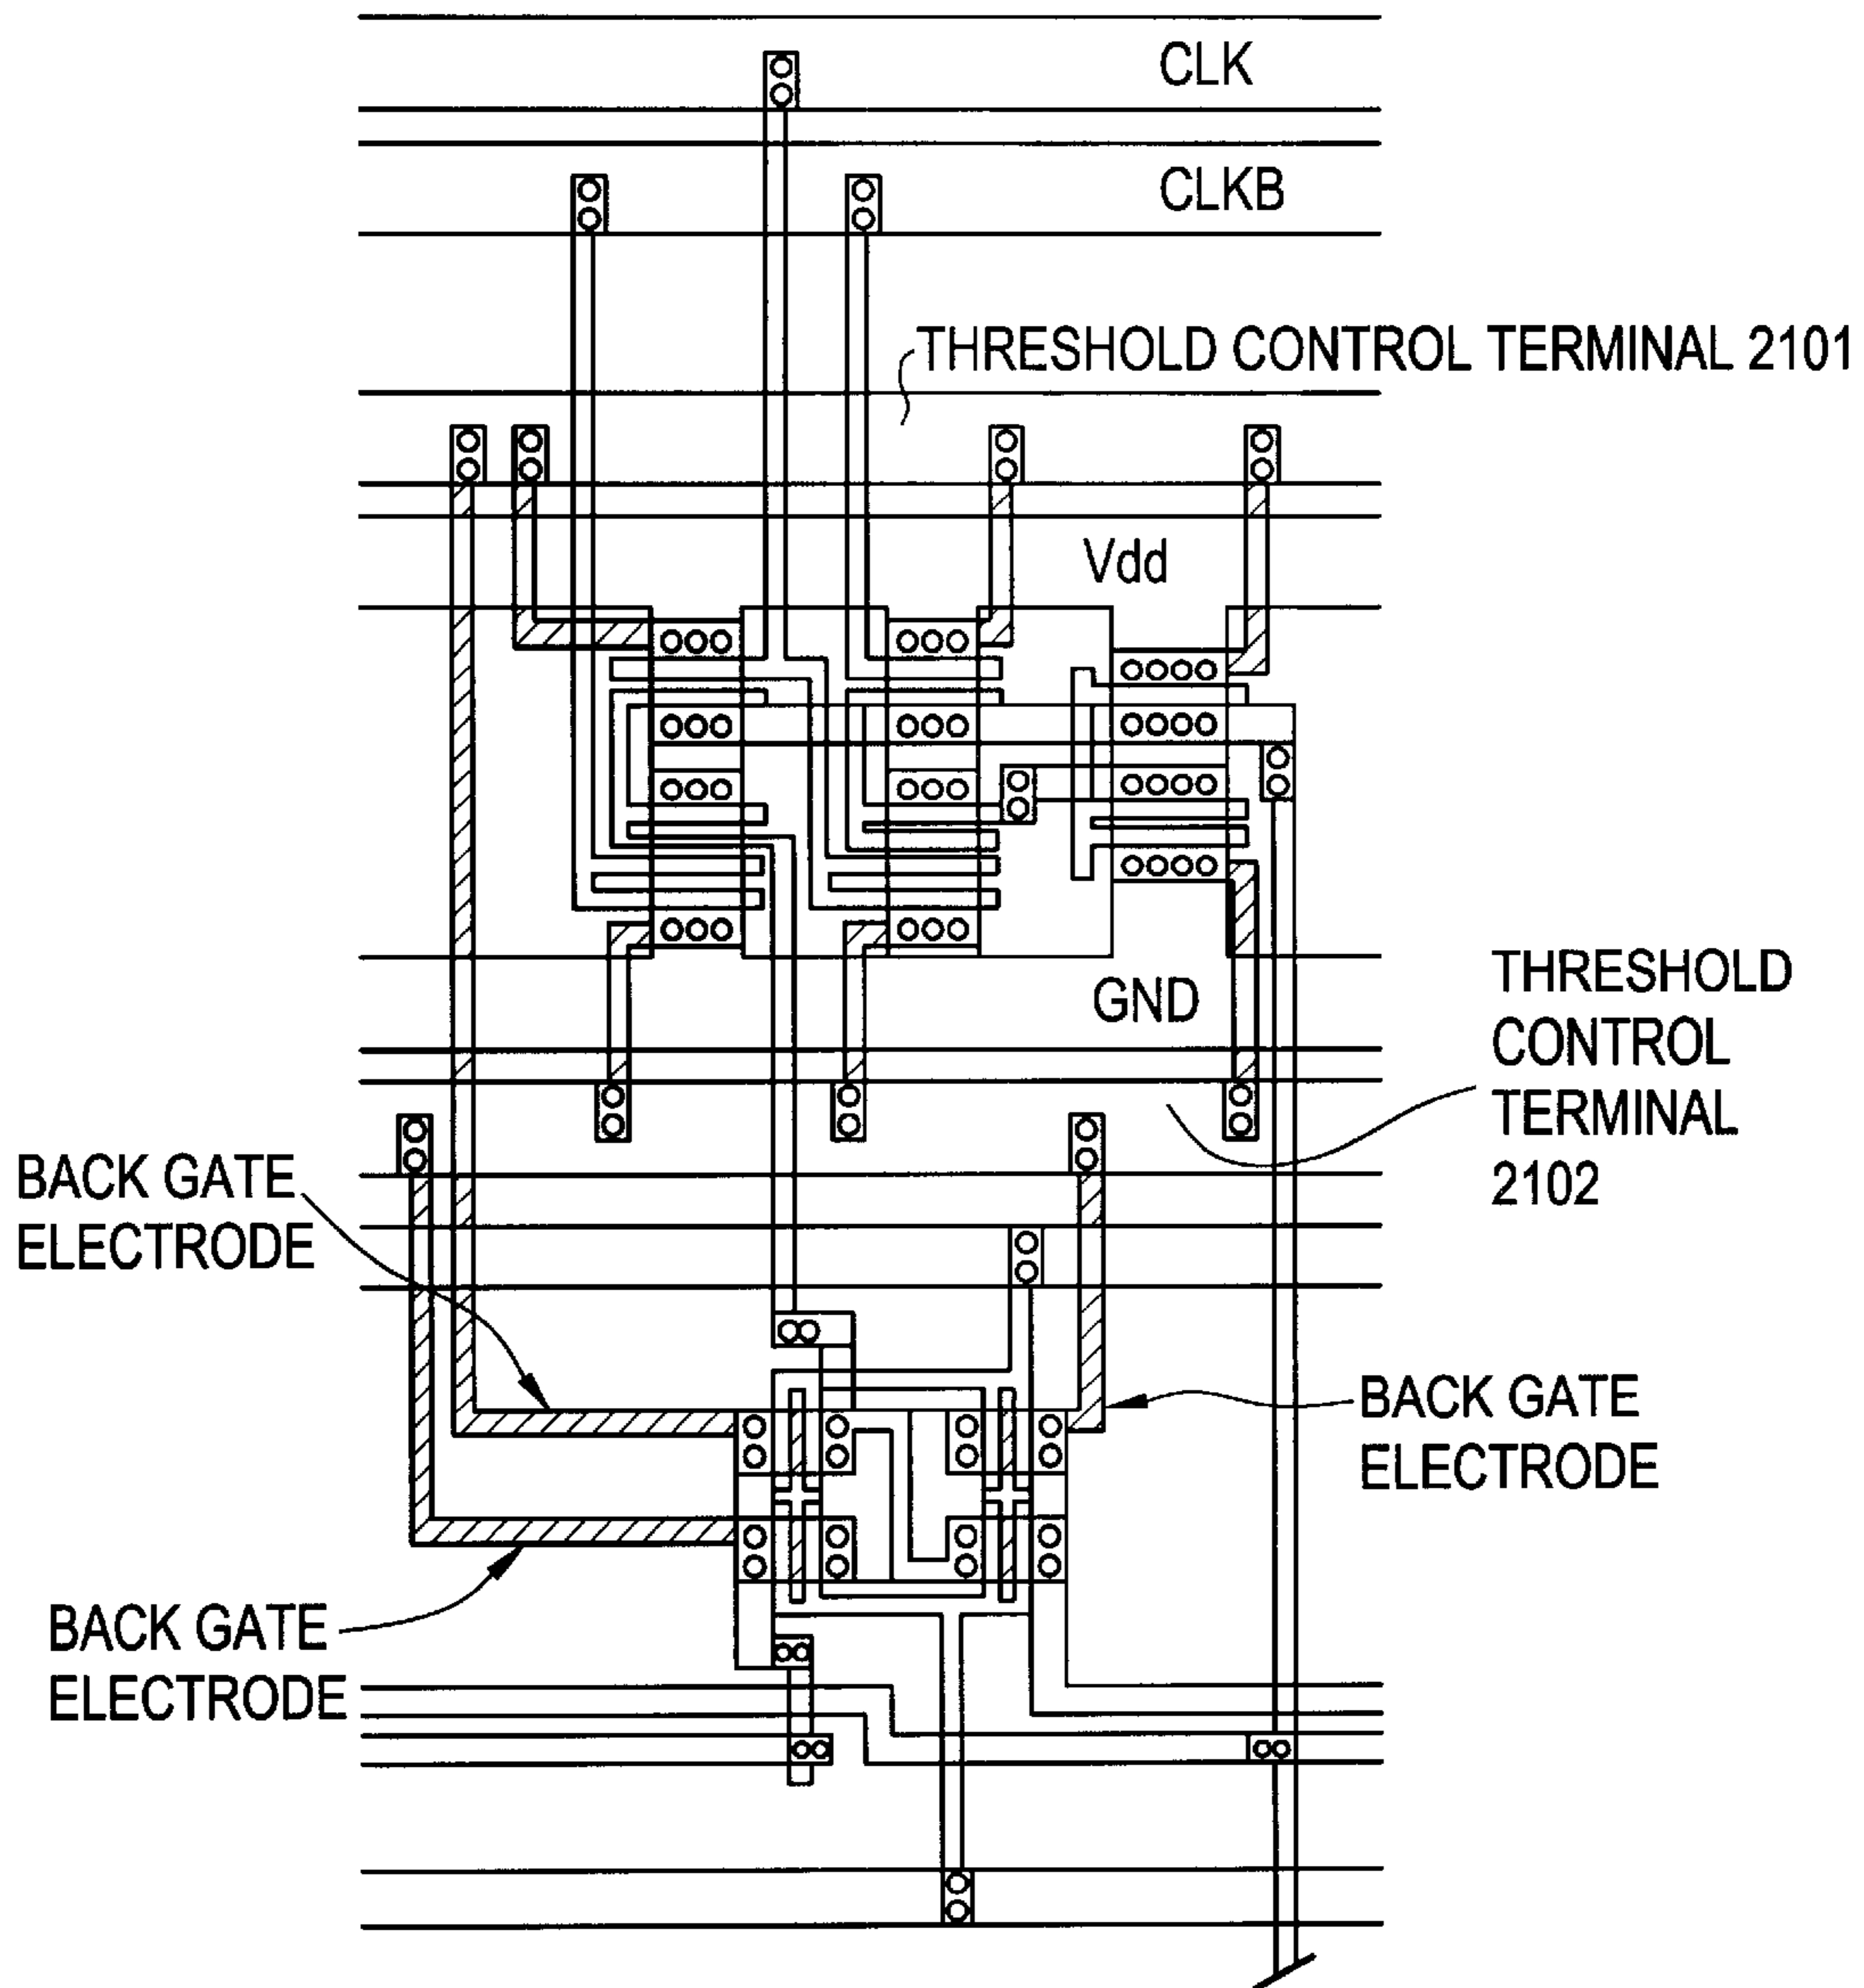 CLK
CLKB
THRESHOLD CONTROL TERMINAL 2101
Vdd
GND
THRESHOLD
CONTROL
TERMINAL
2102
BACK GATE
ELECTRODE
BACK GATE
ELECTRODE
BACK GATE
ELECTRODE